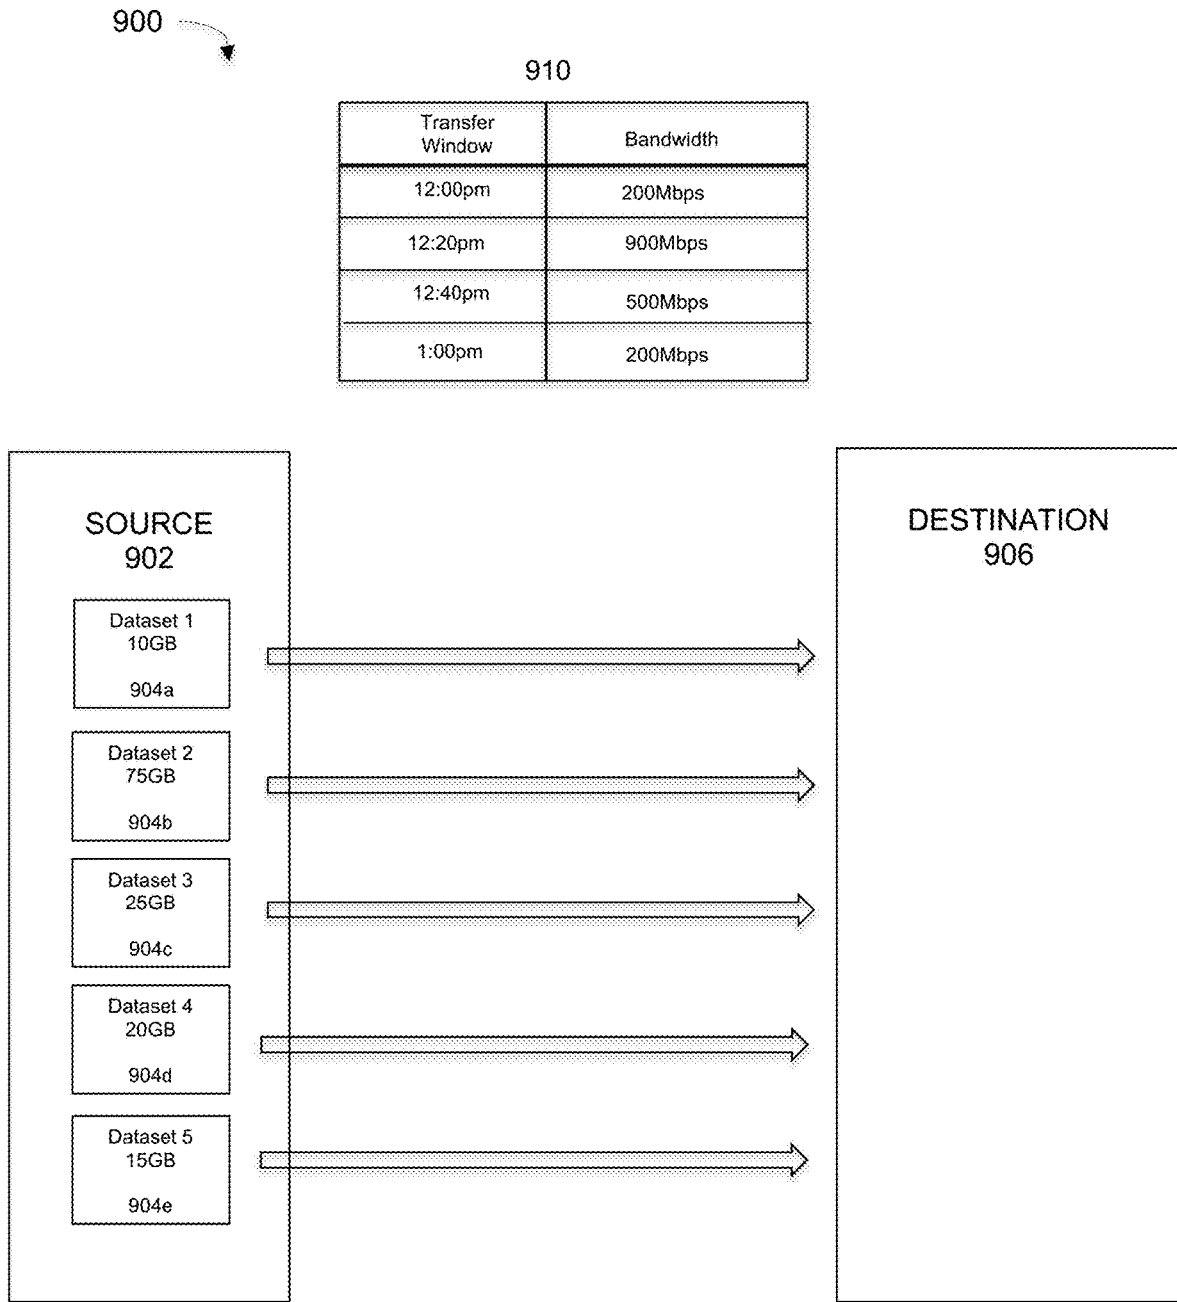 900
910
Transfer
Window
Bandwidth
12:00pm
200Mbps
12:20pm
900Mbps
12:40pm
500Mbps
1:00pm
200Mbps
SOURCE
902
Dataset 1
10GB
904a
Dataset 2
75GB
904b
Dataset 3
25GB
904c
Dataset 4
20GB
904d
Dataset 5
15GB
904e
DESTINATION
906